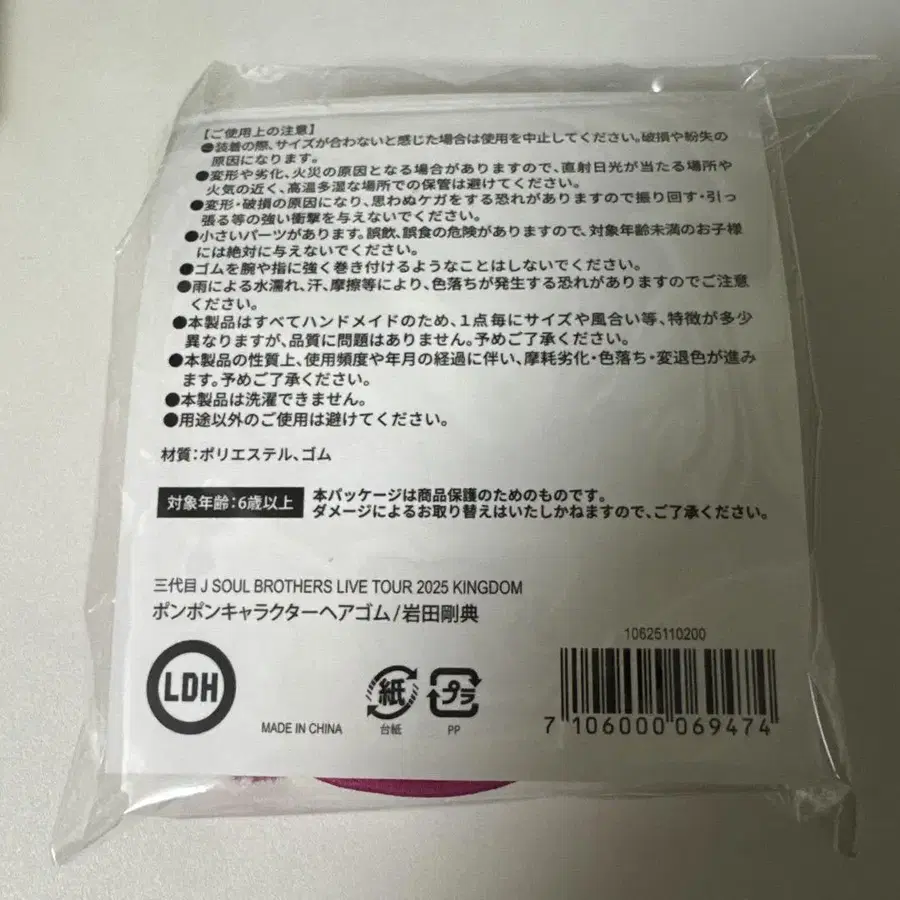 【ご使用上の注意】
●装着の際、サイズが合わないと感じた場合は使用を中止してください。破損や紛失の
原因になります。
●変形や劣化、火災の原因となる場合がありますので、直射日光が当たる場所や
火気の近く、高温多湿な場所での保管は避けてください。
●変形・破損の原因になり、思わぬケガをする恐れがありますので振り回す・引っ
張る等の強い衝撃を与えないでください。
●小さいパーツがあります。誤飲、誤食の危険がありますので、対象年齢未満のお子様
には絶対に与えないでください。
●ゴムを腕や指に強く巻き付けるようなことはしないでください。
●雨による水濡れ、汗、摩擦等により、色落ちが発生する恐れがありますのでご注意
ください。
●本製品はすべてハンドメイドのため、１点毎にサイズや風合い等、特徴が多少
異なりますが、品質に問題はありません。予めご了承ください。
●本製品の性質上、使用頻度や年月の経過に伴い、摩耗劣化・色落ち・変退色が進み
ます。予めご了承ください。
●本製品は洗濯できません。
●用途以外のご使用は避けてください。
材質：ポリエステル、ゴム
対象年齢：6歳以上
本パッケージは商品保護のためのものです。
ダメージによるお取り替えはいたしかねますので、ご了承ください。
三代目 J SOUL BROTHERS LIVE TOUR 2025 KINGDOM
ポンポンキャラクターヘアゴム/岩田剛典
LDH
MADE IN CHINA
紙
台紙
プラ
PP
10625110200
7 106000 069474